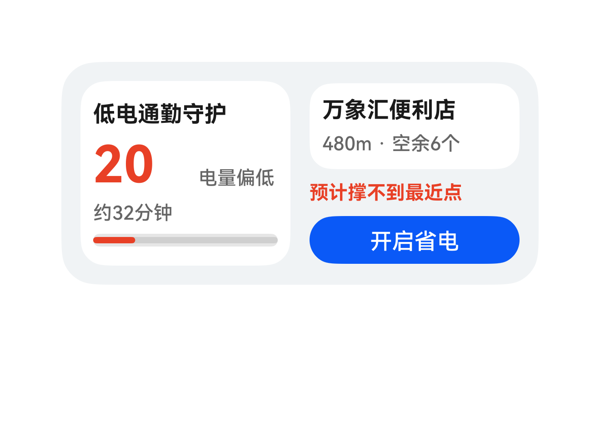 低电通勤守护
20
电量偏低
约32分钟
万象汇便利店
480m · 空余6个
预计撑不到最近点
开启省电